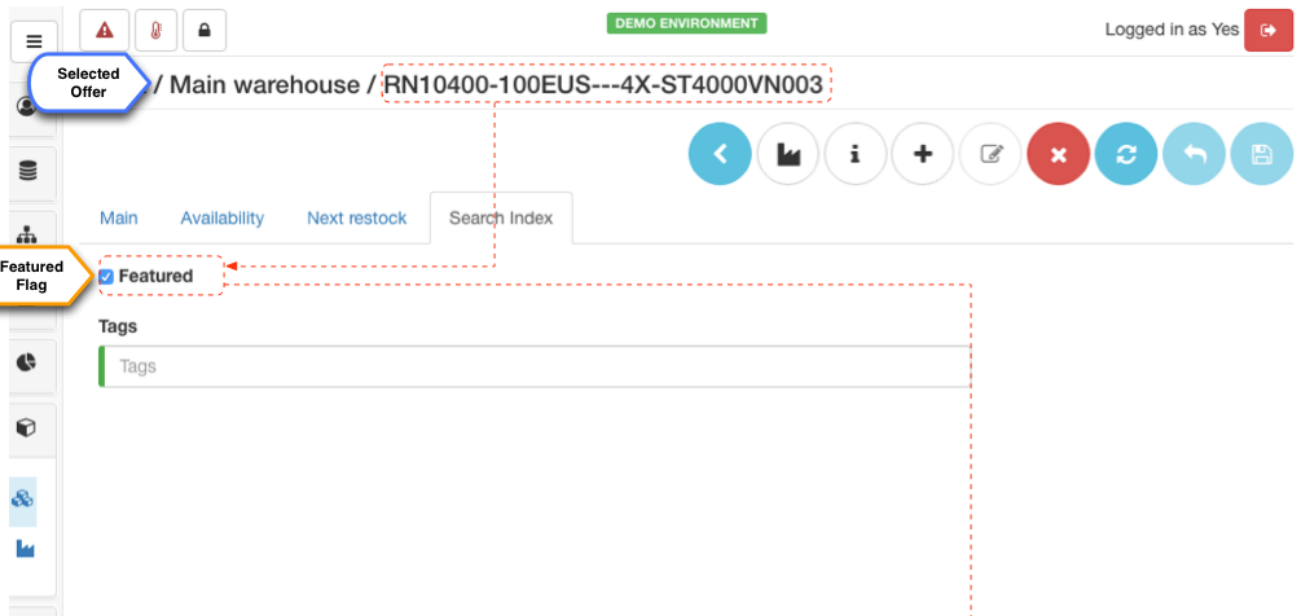 DEMO ENVIRONMENT
Logged in as Yes
Selected
Offer
/ Main warehouse / RN10400-100EUS---4X-ST4000VN003
Main
Availability
Next restock
Search Index
Featured
Flag
Featured
Tags
Tags